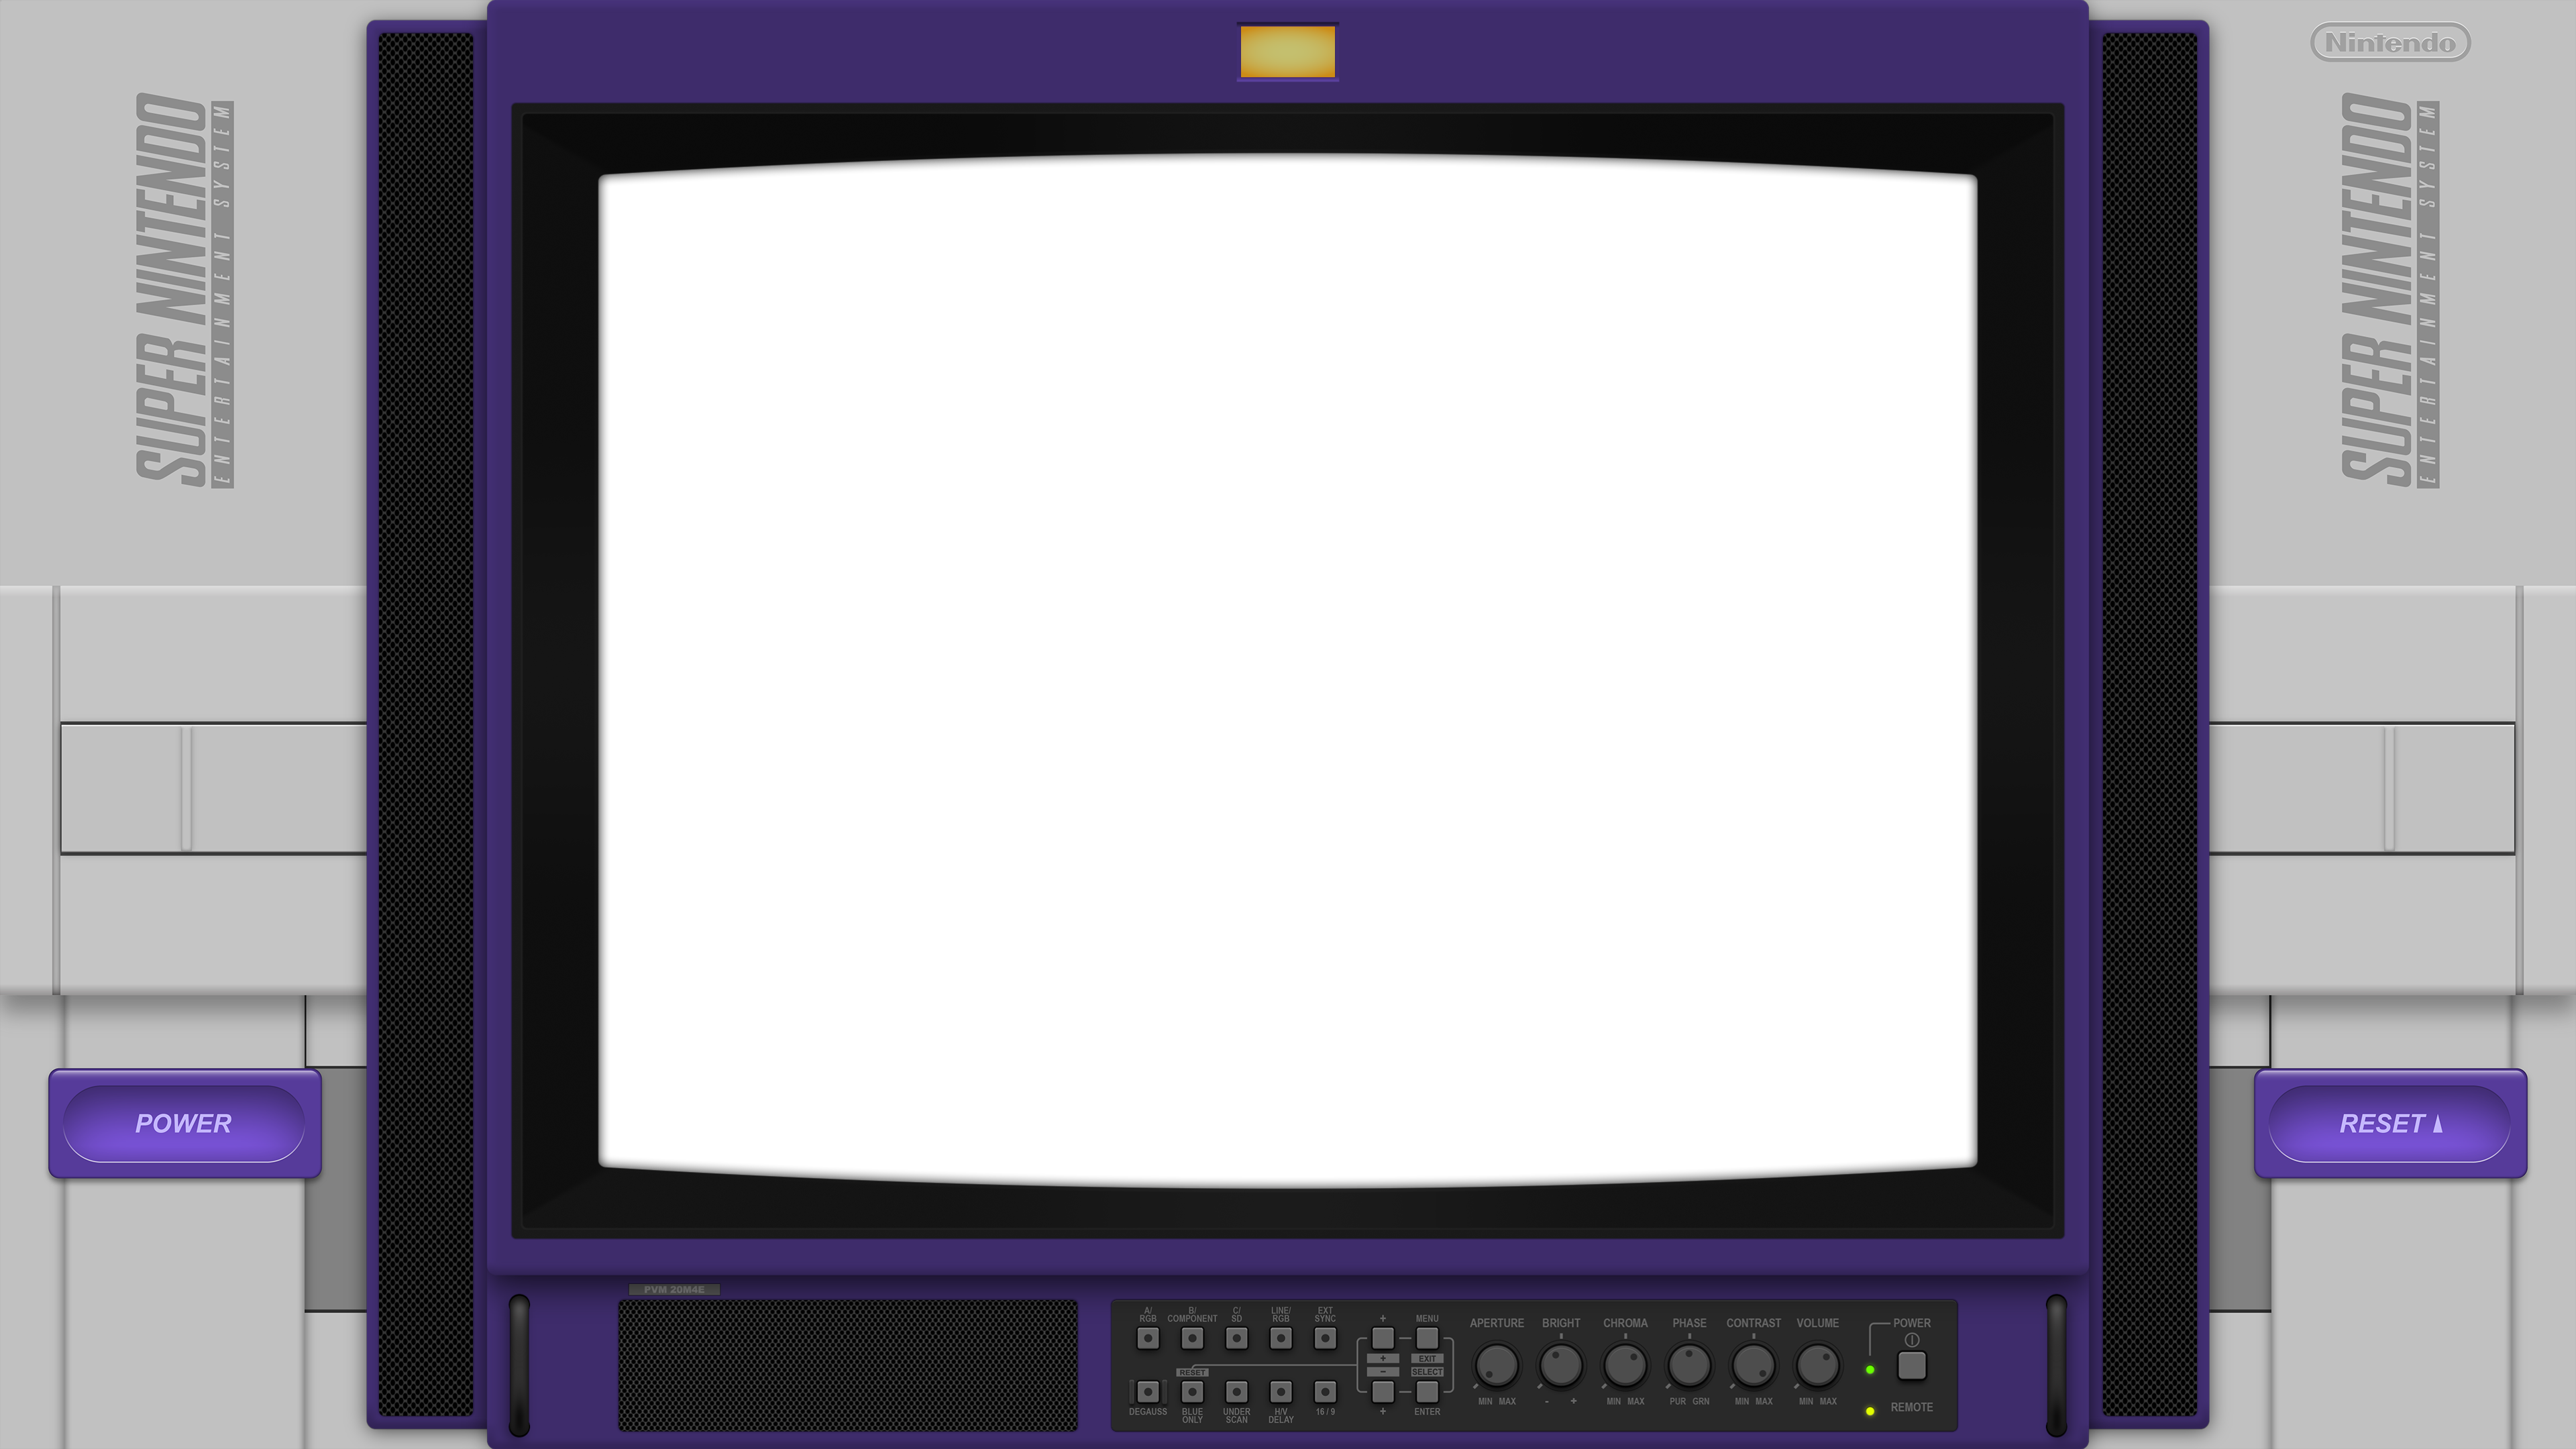 Nintendo
SUPER NINTENDO
ENTERTAINMENT SYSTEM
SUPER NINTENDO
ENTERTAINMENT SYSTEM
POWER
RESET
PVM 20M4E
A/
RGB
B/
COMPONENT
C/
SD
LINE/
RGB
EXT
SYNC
+
MENU
+
EXIT
RESET
−
SELECT
DEGAUSS
BLUE
ONLY
UNDER
SCAN
H/V
DELAY
16 / 9
+
ENTER
APERTURE
BRIGHT
CHROMA
PHASE
CONTRAST
VOLUME
POWER
MIN MAX
- +
MIN MAX
PUR GRN
MIN MAX
MIN MAX
REMOTE